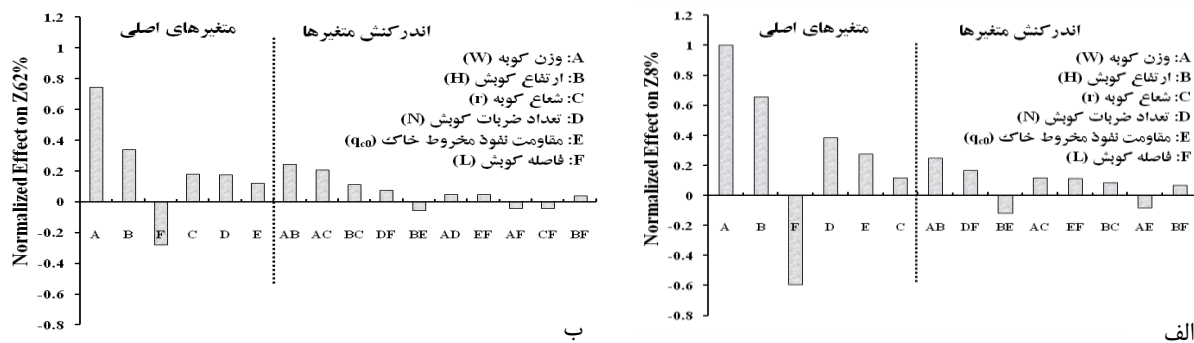 متغیرهای اصلی
اندرکنش متغیرها
A: وزن کوبه (W)
B: ارتفاع کوبش (H)
C: شعاع کوبه (r)
D: تعداد ضربات کوبش (N)
E: مقاومت نفوذ مخروط خاک (qc0)
F: فاصله کوبش (L)
Normalized Effect on Z8%
1.2
1
0.8
0.6
0.4
0.2
0
-0.2
-0.4
-0.6
-0.8
A B F D E C AB DF BE AC EF BC AE BF
الف
متغیرهای اصلی
اندرکنش متغیرها
A: وزن کوبه (W)
B: ارتفاع کوبش (H)
C: شعاع کوبه (r)
D: تعداد ضربات کوبش (N)
E: مقاومت نفوذ مخروط خاک (qc0)
F: فاصله کوبش (L)
Normalized Effect on Z62%
1.2
1
0.8
0.6
0.4
0.2
0
-0.2
-0.4
-0.6
-0.8
A B F C D E AB AC BC DF BE AD EF AF CF BF
ب